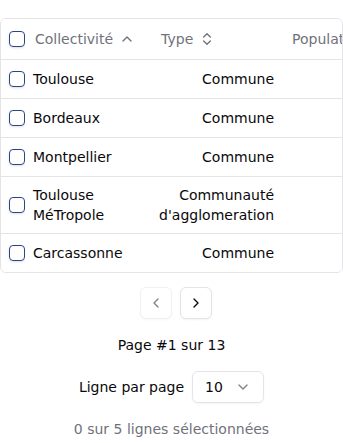 Collectivité Type Populat
Toulouse Commune
Bordeaux Commune
Montpellier Commune
Toulouse MéTropole Communauté d'agglomeration
Carcassonne Commune
Page #1 sur 13
Ligne par page 10
0 sur 5 lignes sélectionnées